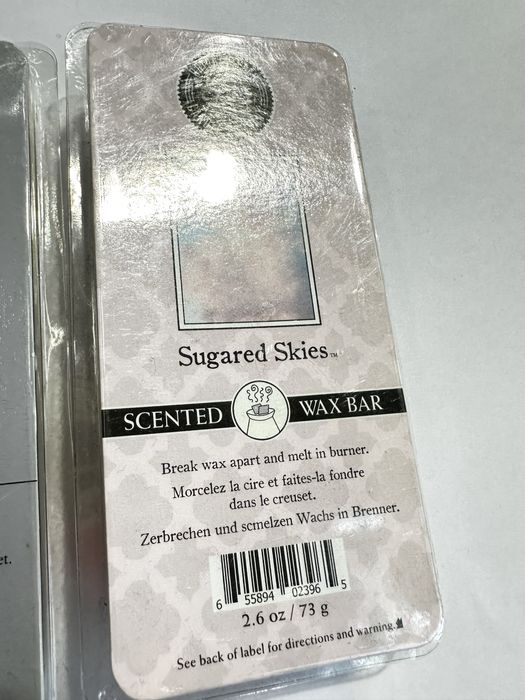 Sugared Skies™
SCENTED WAX BAR
Break wax apart and melt in burner.
Morcelez la cire et faites-la fondre
dans le creuset.
Zerbrechen und scmelzen Wachs in Brenner.
6 55894 02396 5
2.6 oz / 73 g
See back of label for directions and warning.
et.